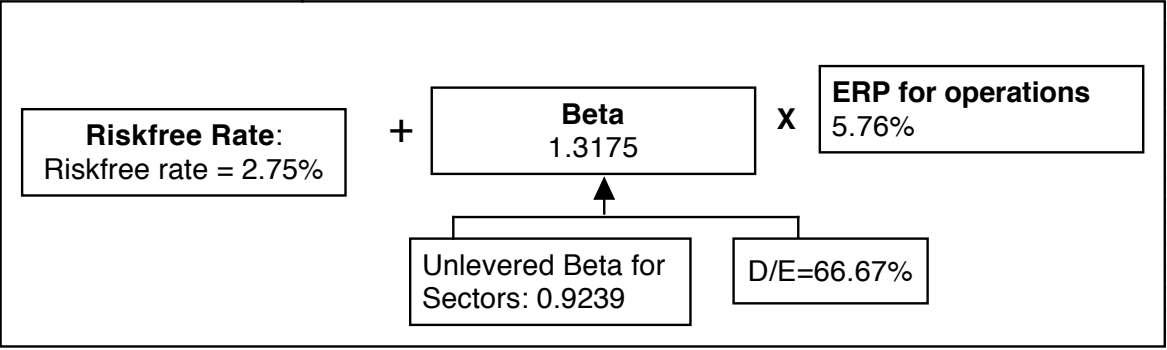 Riskfree Rate:
Riskfree rate = 2.75%
+
Beta
1.3175
X
ERP for operations
5.76%
Unlevered Beta for
Sectors: 0.9239
D/E=66.67%